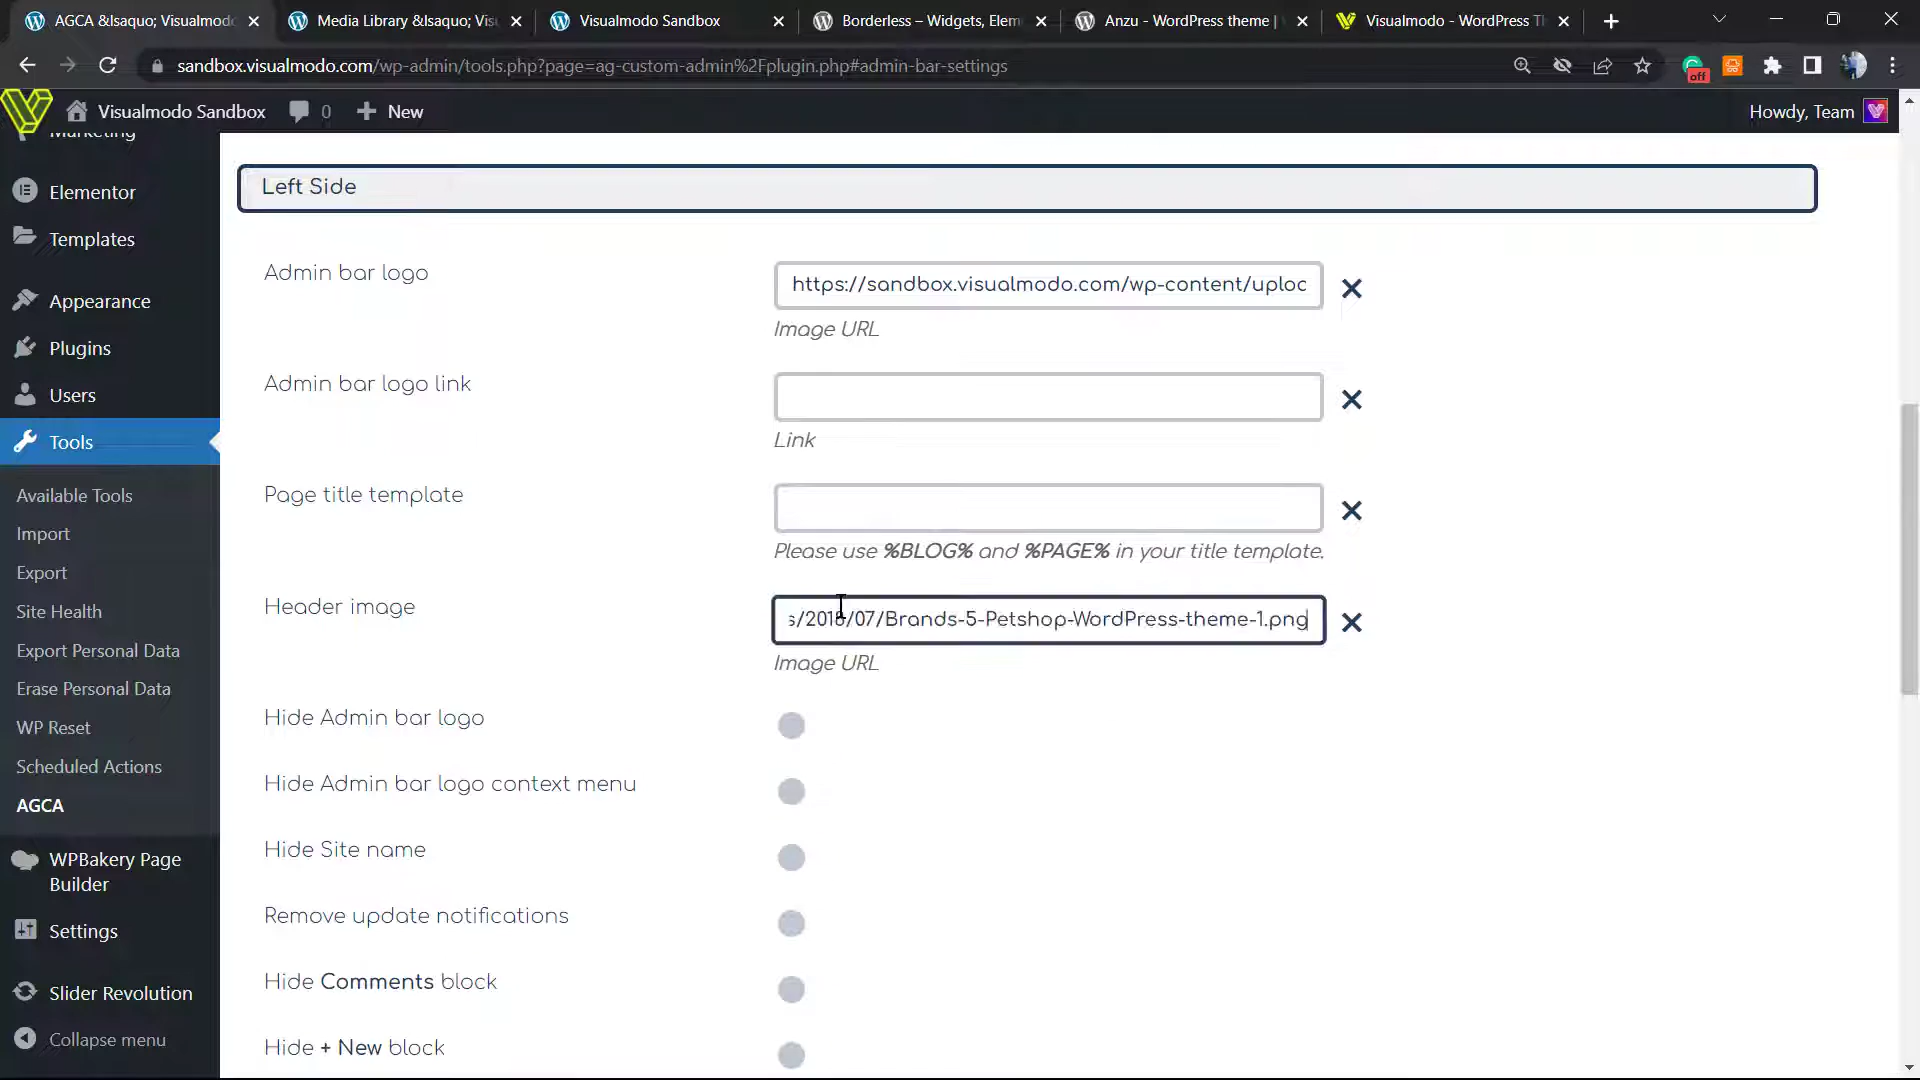 AGCA &lsaquo; Visualmodo
Media Library &lsaquo; Visu
Visualmodo Sandbox
Borderless – Widgets, Elem
Anzu - WordPress theme |
Visualmodo - WordPress Th
sandbox.visualmodo.com/wp-admin/tools.php?page=ag-custom-admin%2Fplugin.php#admin-bar-settings
off
Visualmodo Sandbox
0
New
Howdy, Team
Marketing
Elementor
Templates
Appearance
Plugins
Users
Tools
Available Tools
Import
Export
Site Health
Export Personal Data
Erase Personal Data
WP Reset
Scheduled Actions
AGCA
WPBakery Page
Builder
Settings
Slider Revolution
Collapse menu
Left Side
Admin bar logo
https://sandbox.visualmodo.com/wp-content/uploc
Image URL
Admin bar logo link
Link
Page title template
Please use %BLOG% and %PAGE% in your title template.
Header image
s/2018/07/Brands-5-Petshop-WordPress-theme-1.png
Image URL
Hide Admin bar logo
Hide Admin bar logo context menu
Hide Site name
Remove update notifications
Hide Comments block
Hide + New block